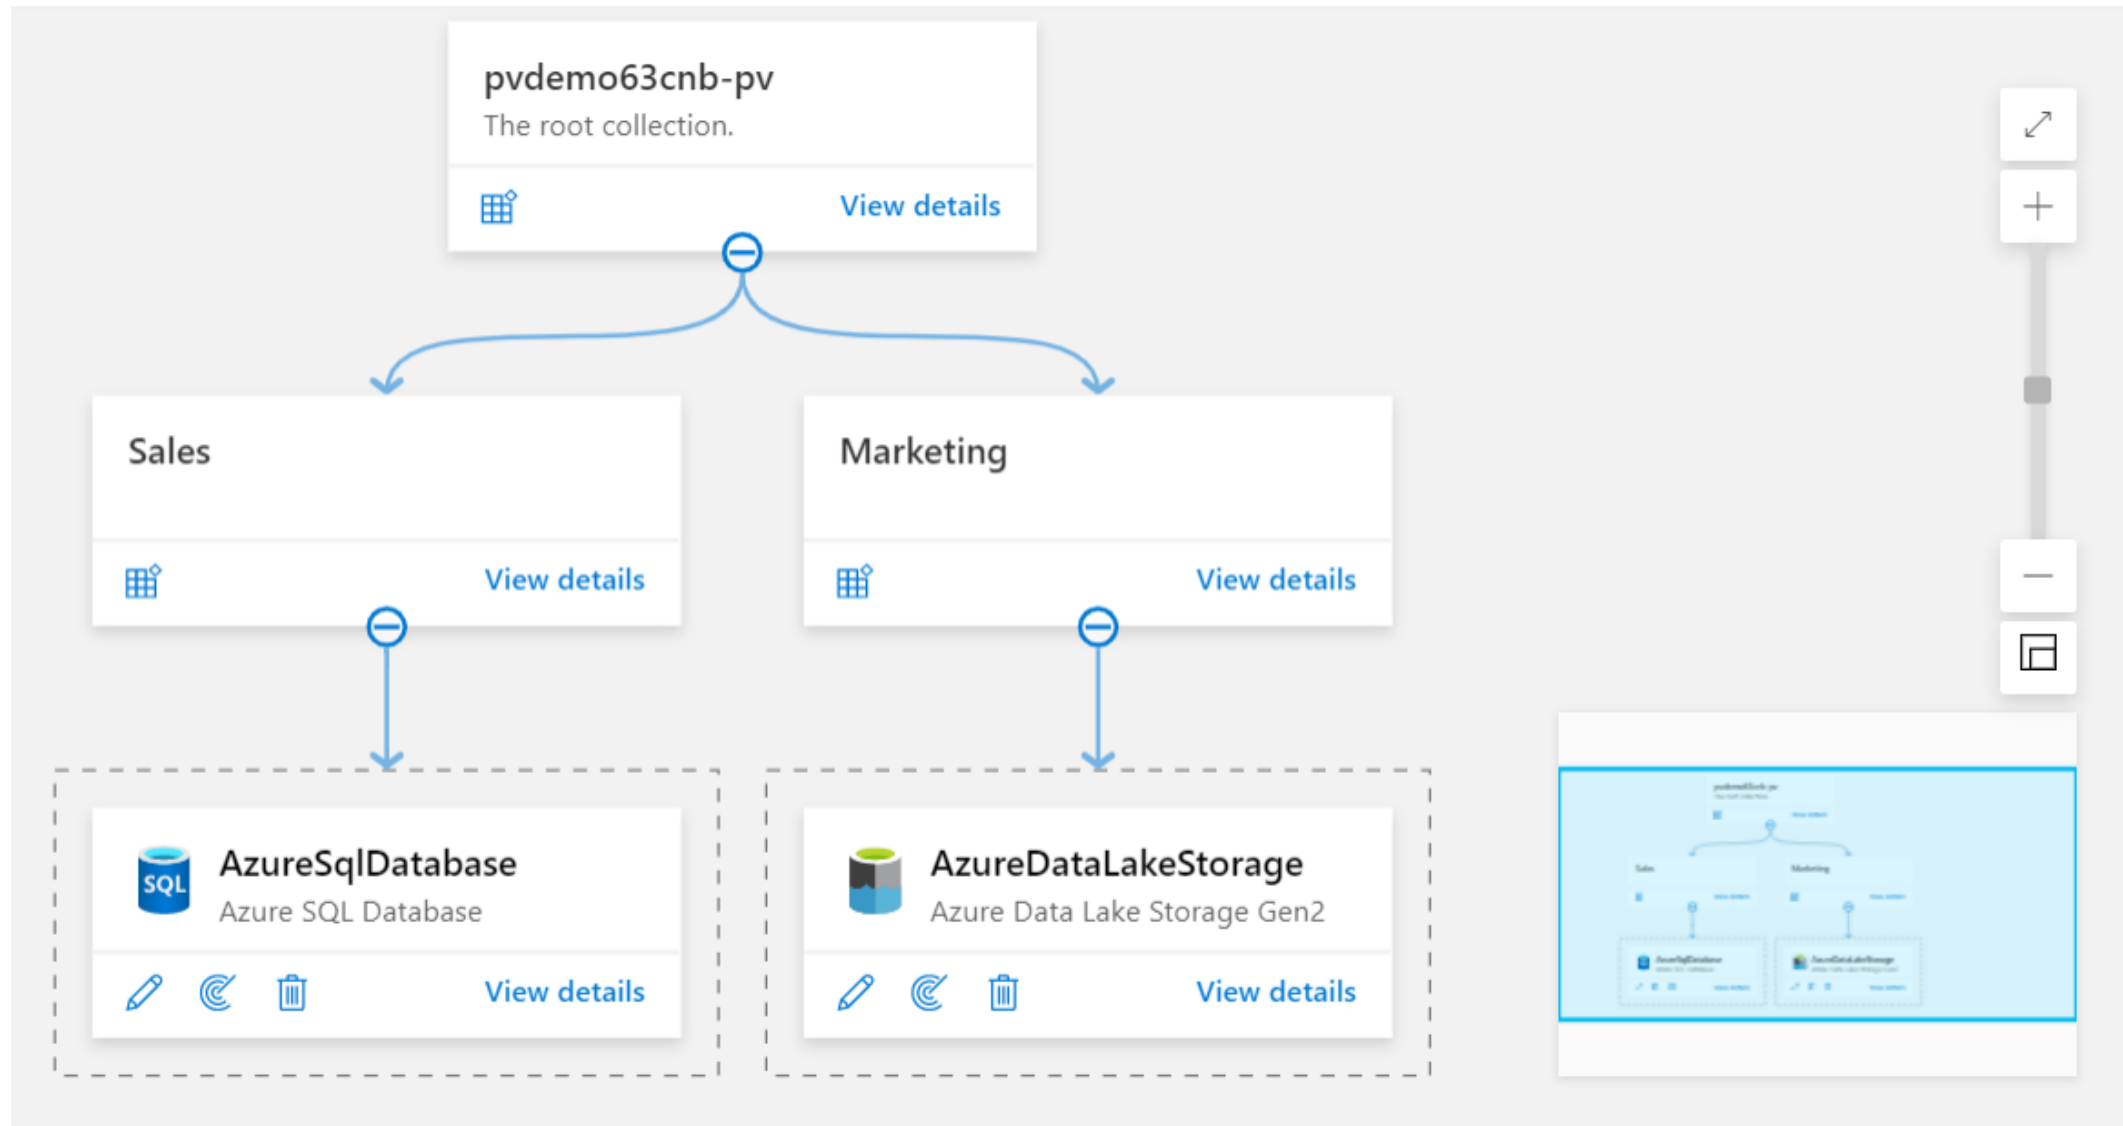 pvdemo63cnb-pv
The root collection.
View details
Sales
View details
Marketing
View details
SQL
AzureSqlDatabase
Azure SQL Database
View details
AzureDataLakeStorage
Azure Data Lake Storage Gen2
View details